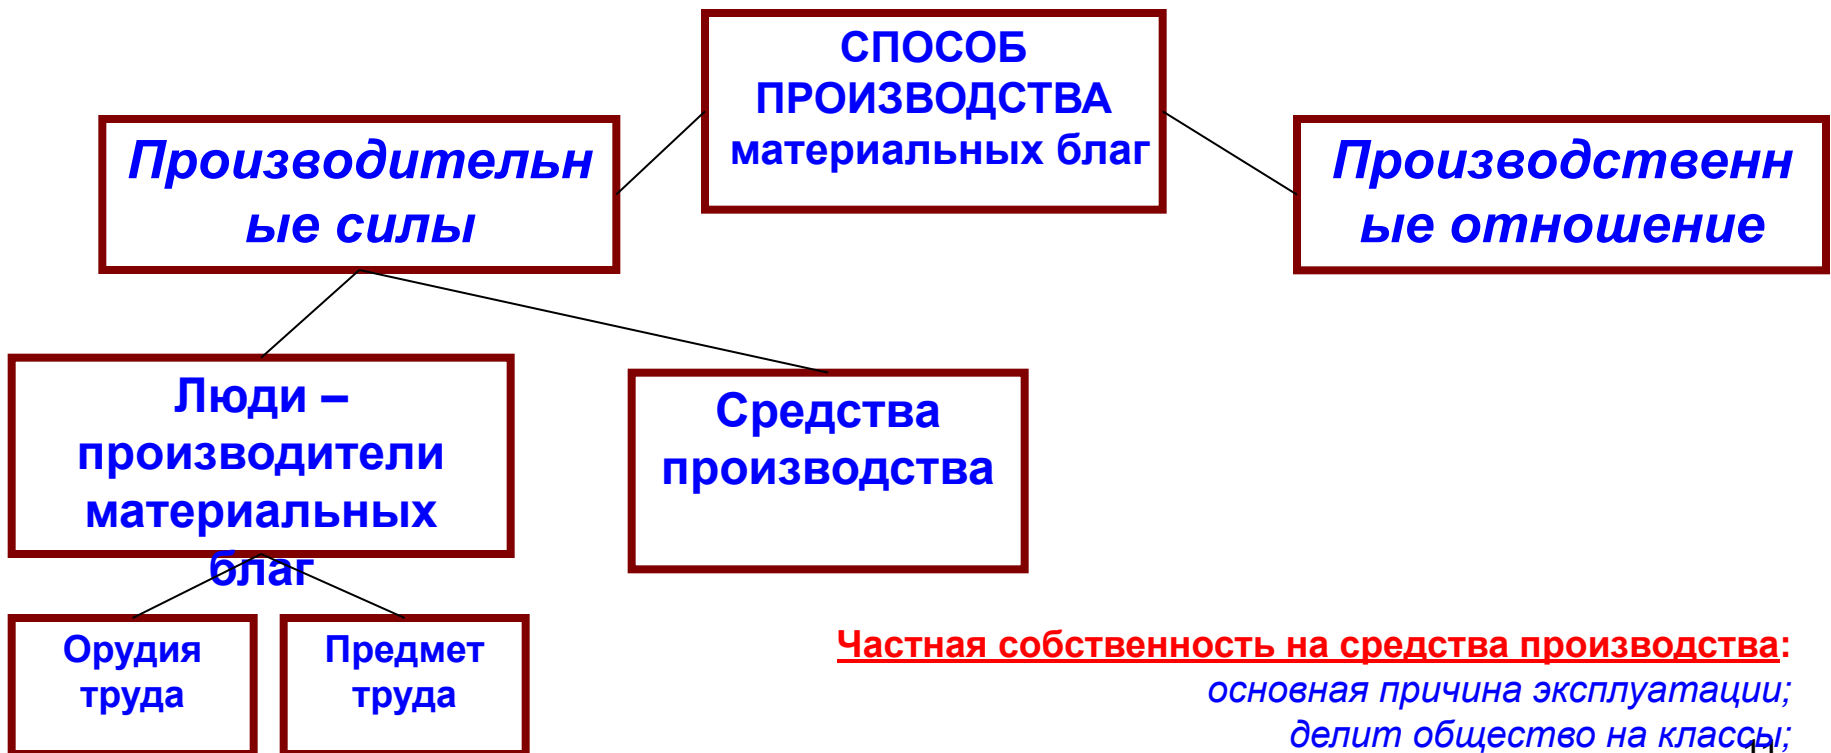 СПОСОБ
ПРОИЗВОДСТВА
материальных благ
Производительн
ые силы
Производственн
ые отношение
Люди –
производители
материальных
благ
Средства
производства
Орудия
труда
Предмет
труда
Частная собственность на средства производства:
основная причина эксплуатации;
делит общество на классы;
11